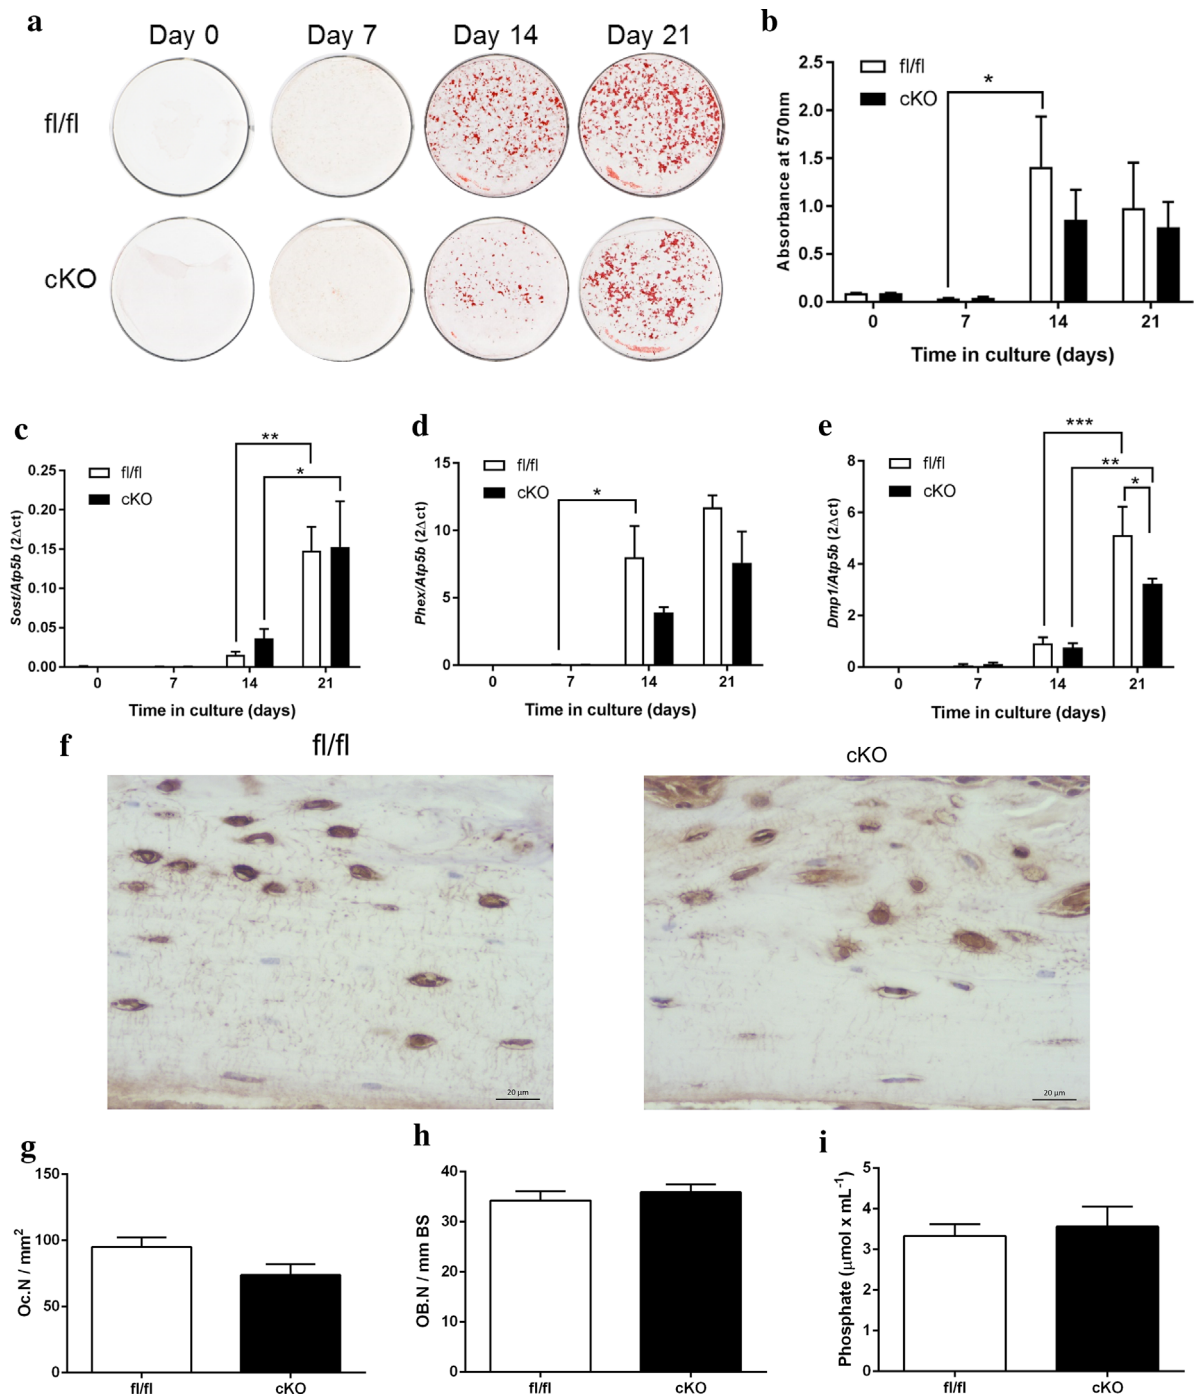 a
Day 0 Day 7 Day 14 Day 21
fl/fl
cKO
b
fl/fl
cKO
*
2.5
2.0
1.5
1.0
0.5
0.0
Absorbance at 570nm
0 7 14 21
Time in culture (days)
c
**
*
fl/fl
cKO
0.25
0.20
0.15
0.10
0.05
0.00
Sost/Atp5b (2Δct)
0 7 14 21
Time in culture (days)
d
fl/fl
cKO
*
15
10
5
0
Phex/Atp5b (2Δct)
0 7 14 21
Time in culture (days)
e
***
**
*
fl/fl
cKO
8
6
4
2
0
Dmp1/Atp5b (2Δct)
0 7 14 21
Time in culture (days)
f
fl/fl
cKO
20 µm
20 µm
g
150
100
50
0
Oc.N / mm²
fl/fl cKO
h
40
30
20
10
0
OB.N / mm BS
fl/fl cKO
i
5
4
3
2
1
0
Phosphate (µmol x mL⁻¹)
fl/fl cKO